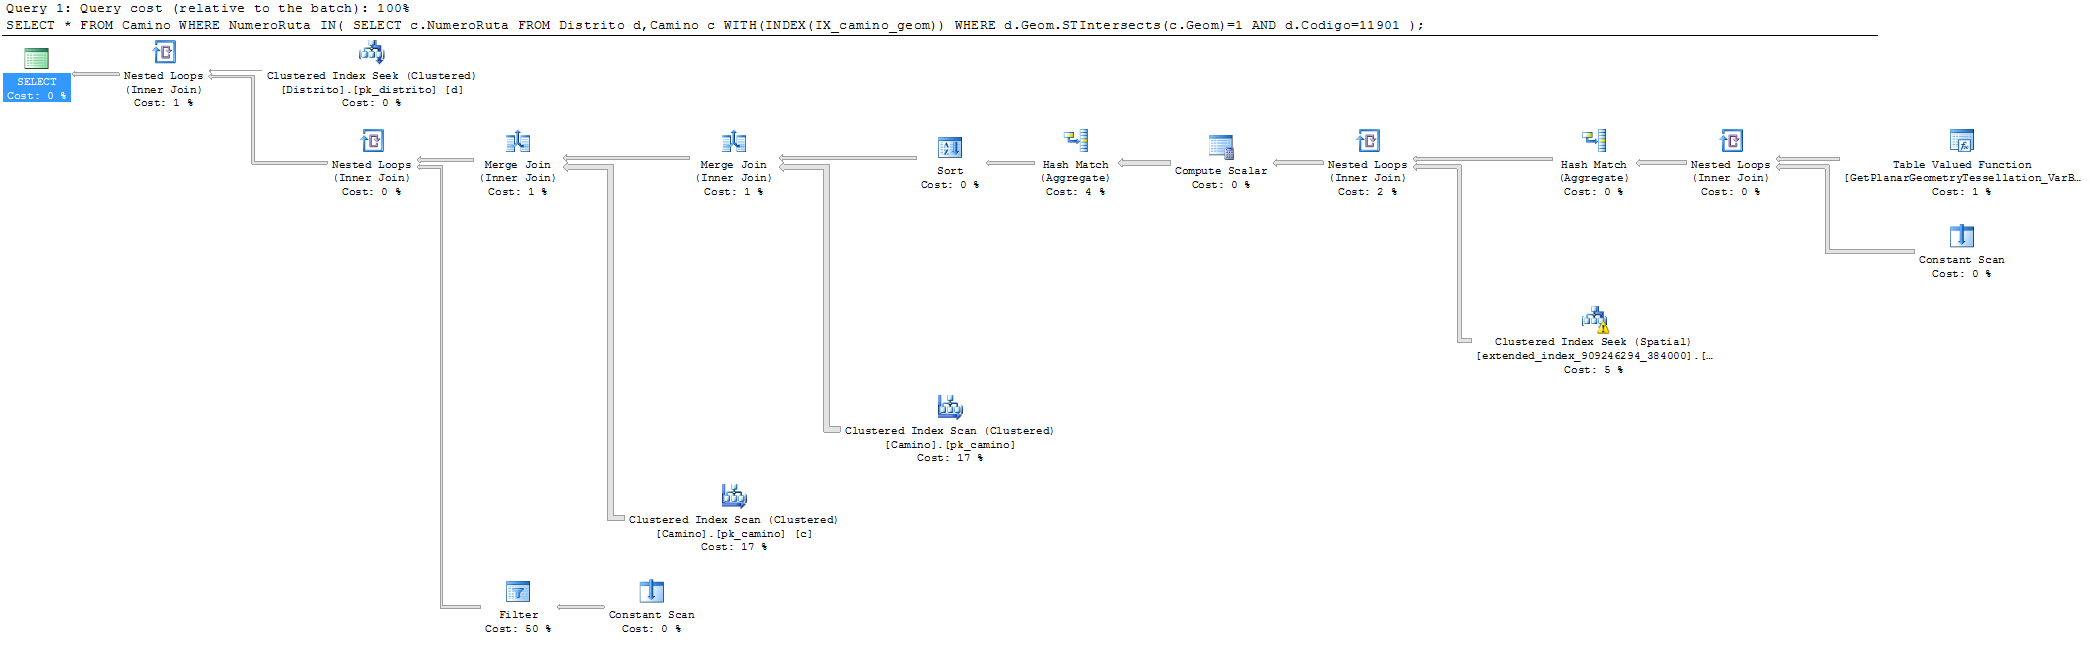 Query 1: Query cost (relative to the batch): 100%
SELECT * FROM Camino WHERE NumeroRuta IN( SELECT c.NumeroRuta FROM Distrito d,Camino c WITH(INDEX(IX_camino_geom)) WHERE d.Geom.STIntersects(c.Geom)=1 AND d.Codigo=11901 );
SELECT
Cost: 0 %
Nested Loops
(Inner Join)
Cost: 1 %
Clustered Index Seek (Clustered)
[Distrito].[pk_distrito] [d]
Cost: 0 %
Nested Loops
(Inner Join)
Cost: 0 %
Merge Join
(Inner Join)
Cost: 1 %
Merge Join
(Inner Join)
Cost: 1 %
Sort
Cost: 0 %
Hash Match
(Aggregate)
Cost: 4 %
Compute Scalar
Cost: 0 %
Nested Loops
(Inner Join)
Cost: 2 %
Hash Match
(Aggregate)
Cost: 0 %
Nested Loops
(Inner Join)
Cost: 0 %
Table Valued Function
[GetPlanarGeometryTessellation_VarB…
Cost: 1 %
Constant Scan
Cost: 0 %
Clustered Index Seek (Spatial)
[extended_index_909246294_384000].[…
Cost: 5 %
Clustered Index Scan (Clustered)
[Camino].[pk_camino]
Cost: 17 %
Clustered Index Scan (Clustered)
[Camino].[pk_camino] [c]
Cost: 17 %
Filter
Cost: 50 %
Constant Scan
Cost: 0 %